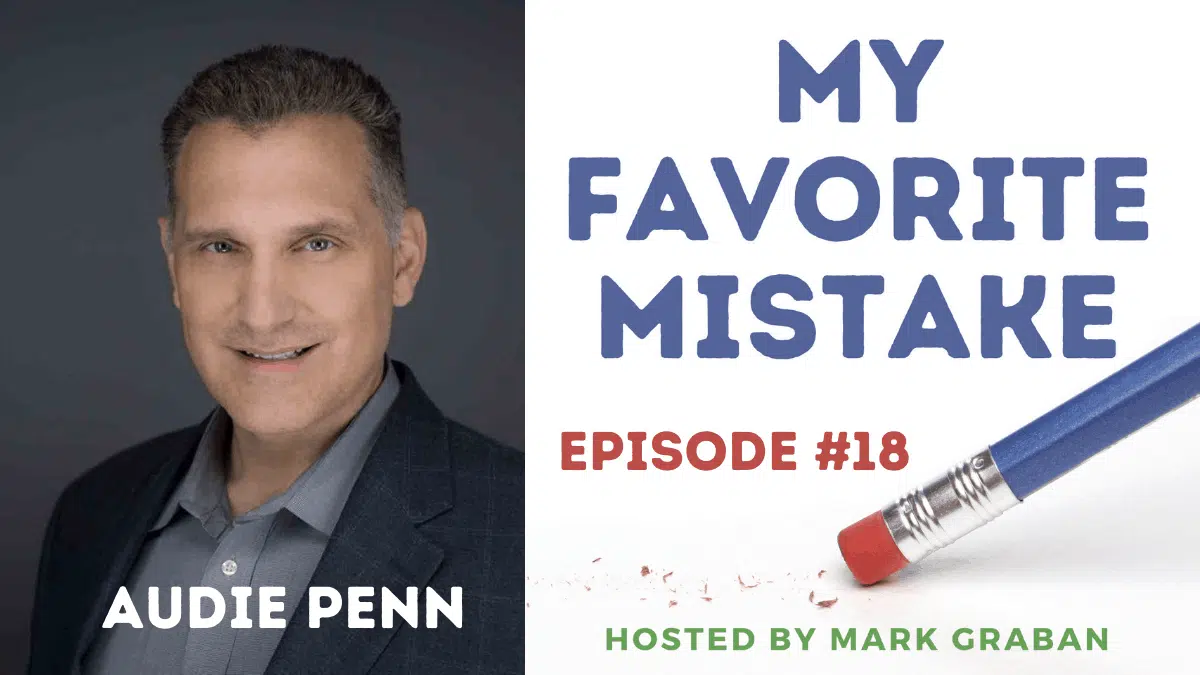 AUDIE PENN
MY
FAVORITE
MISTAKE
EPISODE #18
HOSTED BY MARK GRABAN